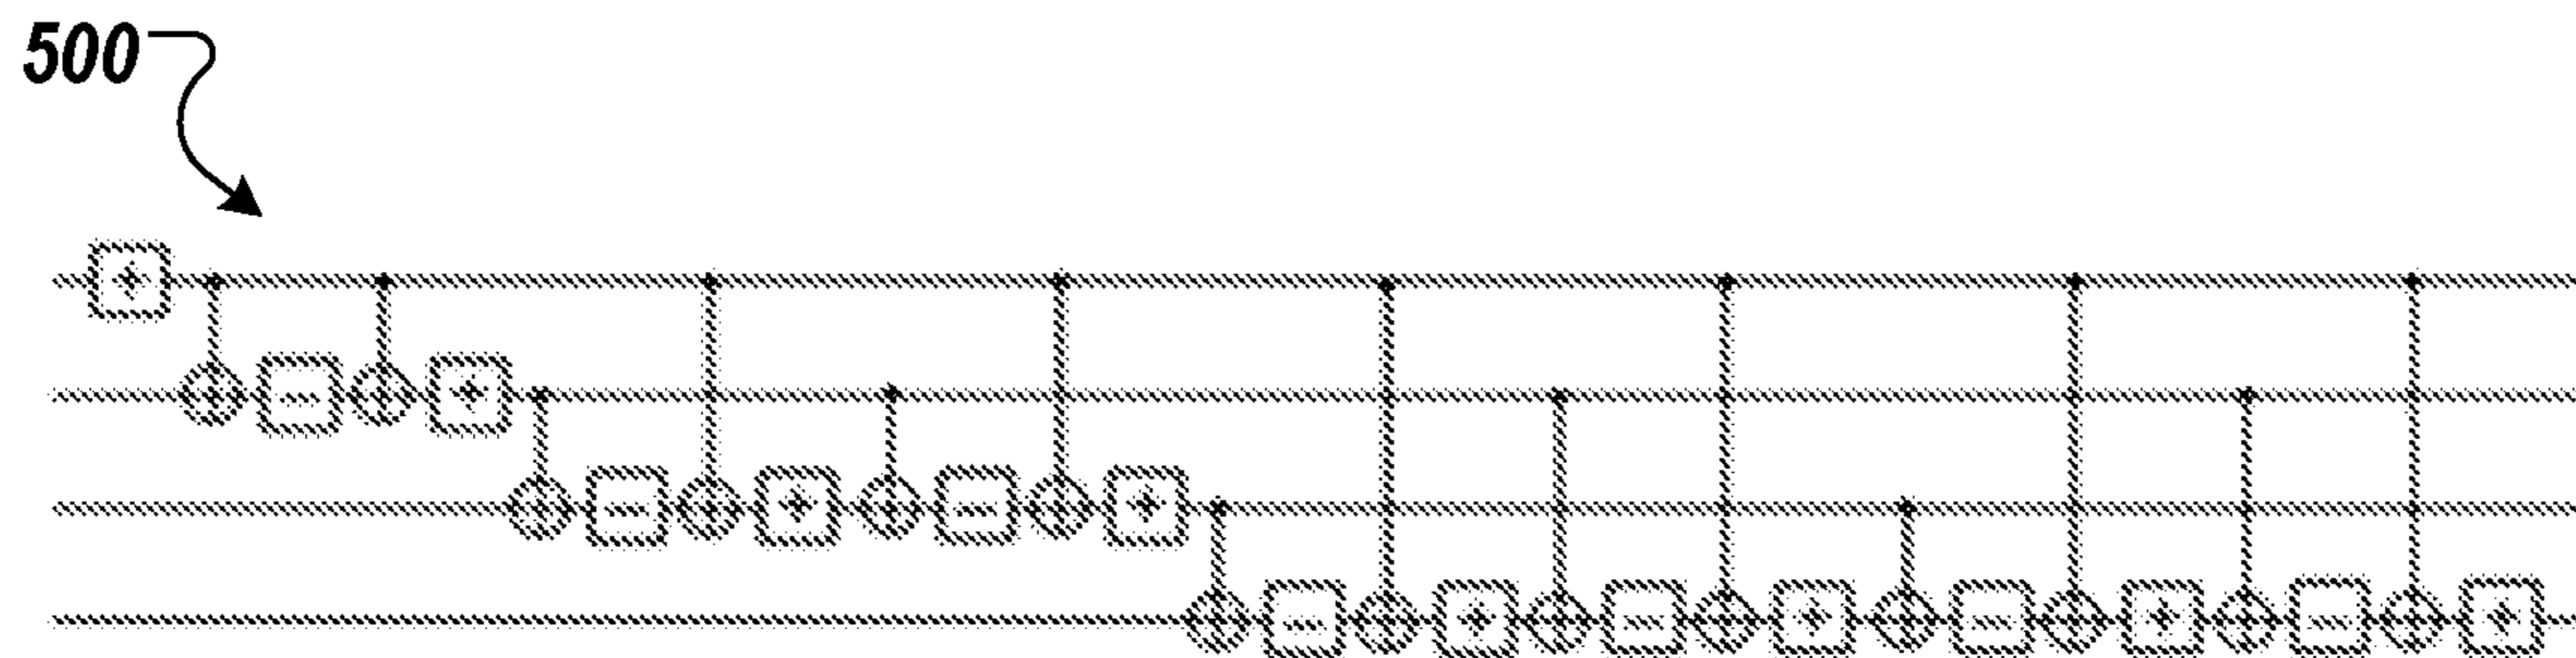 500
+
- + 
- + - +
- + - + - + - +